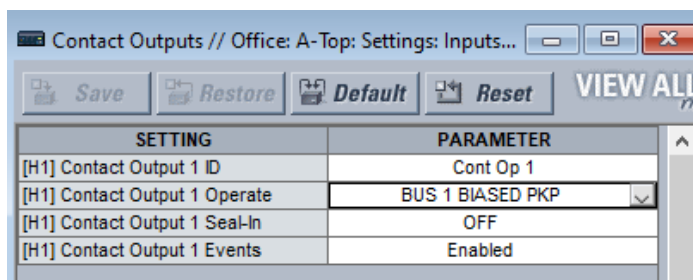 Contact Outputs // Office: A-Top: Settings: Inputs...
Save Restore Default Reset VIEW ALL
SETTING PARAMETER
[H1] Contact Output 1 ID Cont Op 1
[H1] Contact Output 1 Operate BUS 1 BIASED PKP
[H1] Contact Output 1 Seal-In OFF
[H1] Contact Output 1 Events Enabled